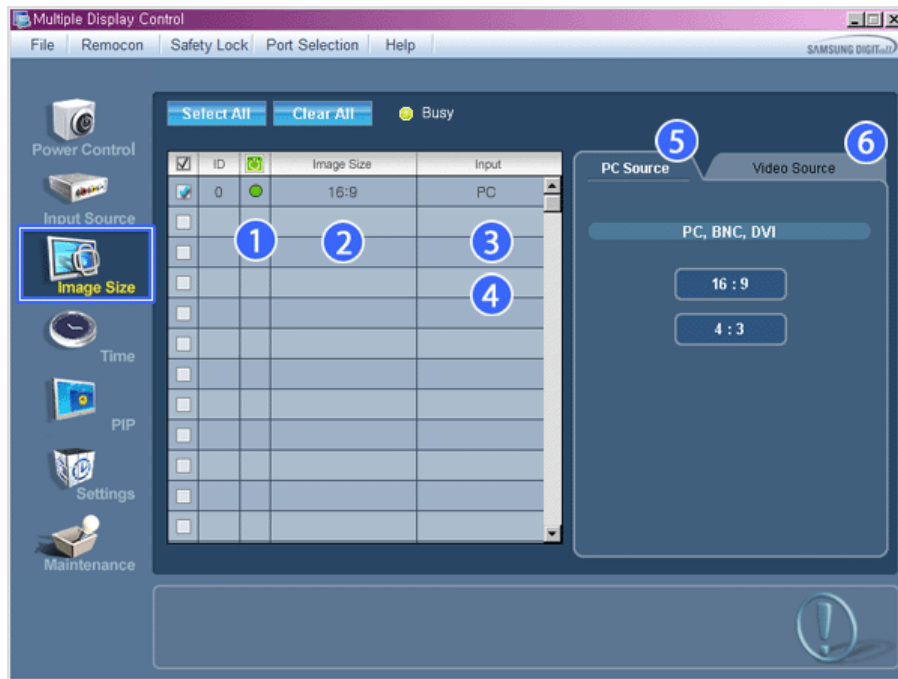 Multiple Display Control
File Remocon Safety Lock Port Selection Help
SAMSUNG DIGITall
Select All Clear All Busy
5 6
Power Control
ID Image Size Input
PC Source Video Source
0 16:9 PC
Input Source
1 2 3
PC, BNC, DVI
Image Size
4
16 : 9
4 : 3
Time
PIP
Settings
Maintenance